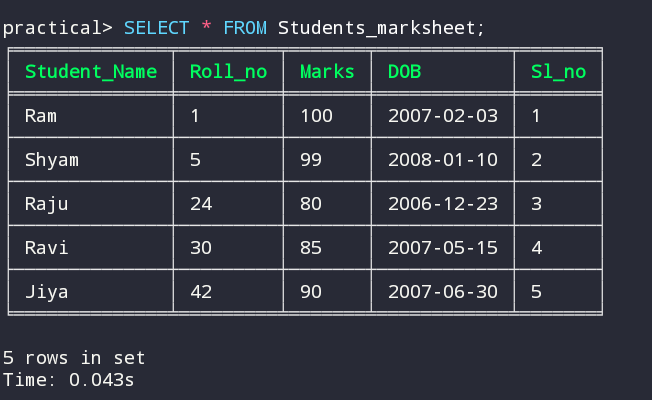 practical> SELECT * FROM Students_marksheet;
Student_Name Roll_no Marks DOB Sl_no
Ram 1 100 2007-02-03 1
Shyam 5 99 2008-01-10 2
Raju 24 80 2006-12-23 3
Ravi 30 85 2007-05-15 4
Jiya 42 90 2007-06-30 5
5 rows in set
Time: 0.043s